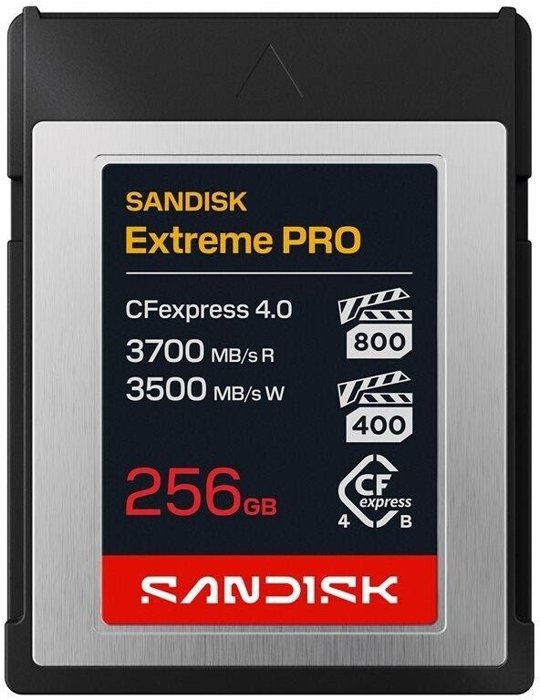 SANDISK
Extreme PRO
CFexpress 4.0
3700 MB/s R
3500 MB/s W
800
400
256GB
CF
express
4 B
SANDISK